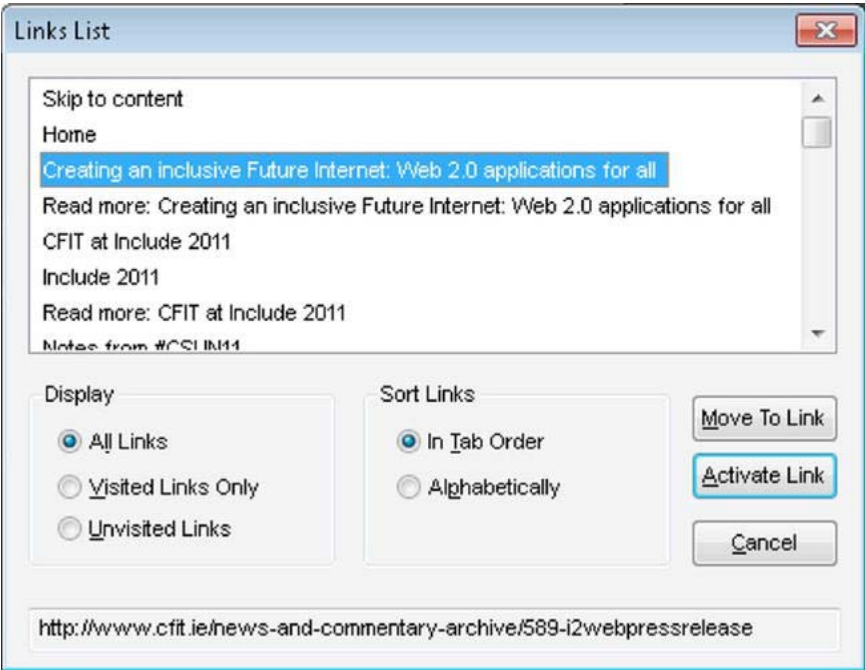 Links List
Skip to content
Home
Creating an inclusive Future Internet: Web 2.0 applications for all
Read more: Creating an inclusive Future Internet: Web 2.0 applications for all
CFIT at Include 2011
Include 2011
Read more: CFIT at Include 2011
Notes from #CSUN11
Display
All Links
Visited Links Only
Unvisited Links
Sort Links
In Tab Order
Alphabetically
Move To Link
Activate Link
Cancel
http://www.cfit.ie/news-and-commentary-archive/589-i2webpressrelease